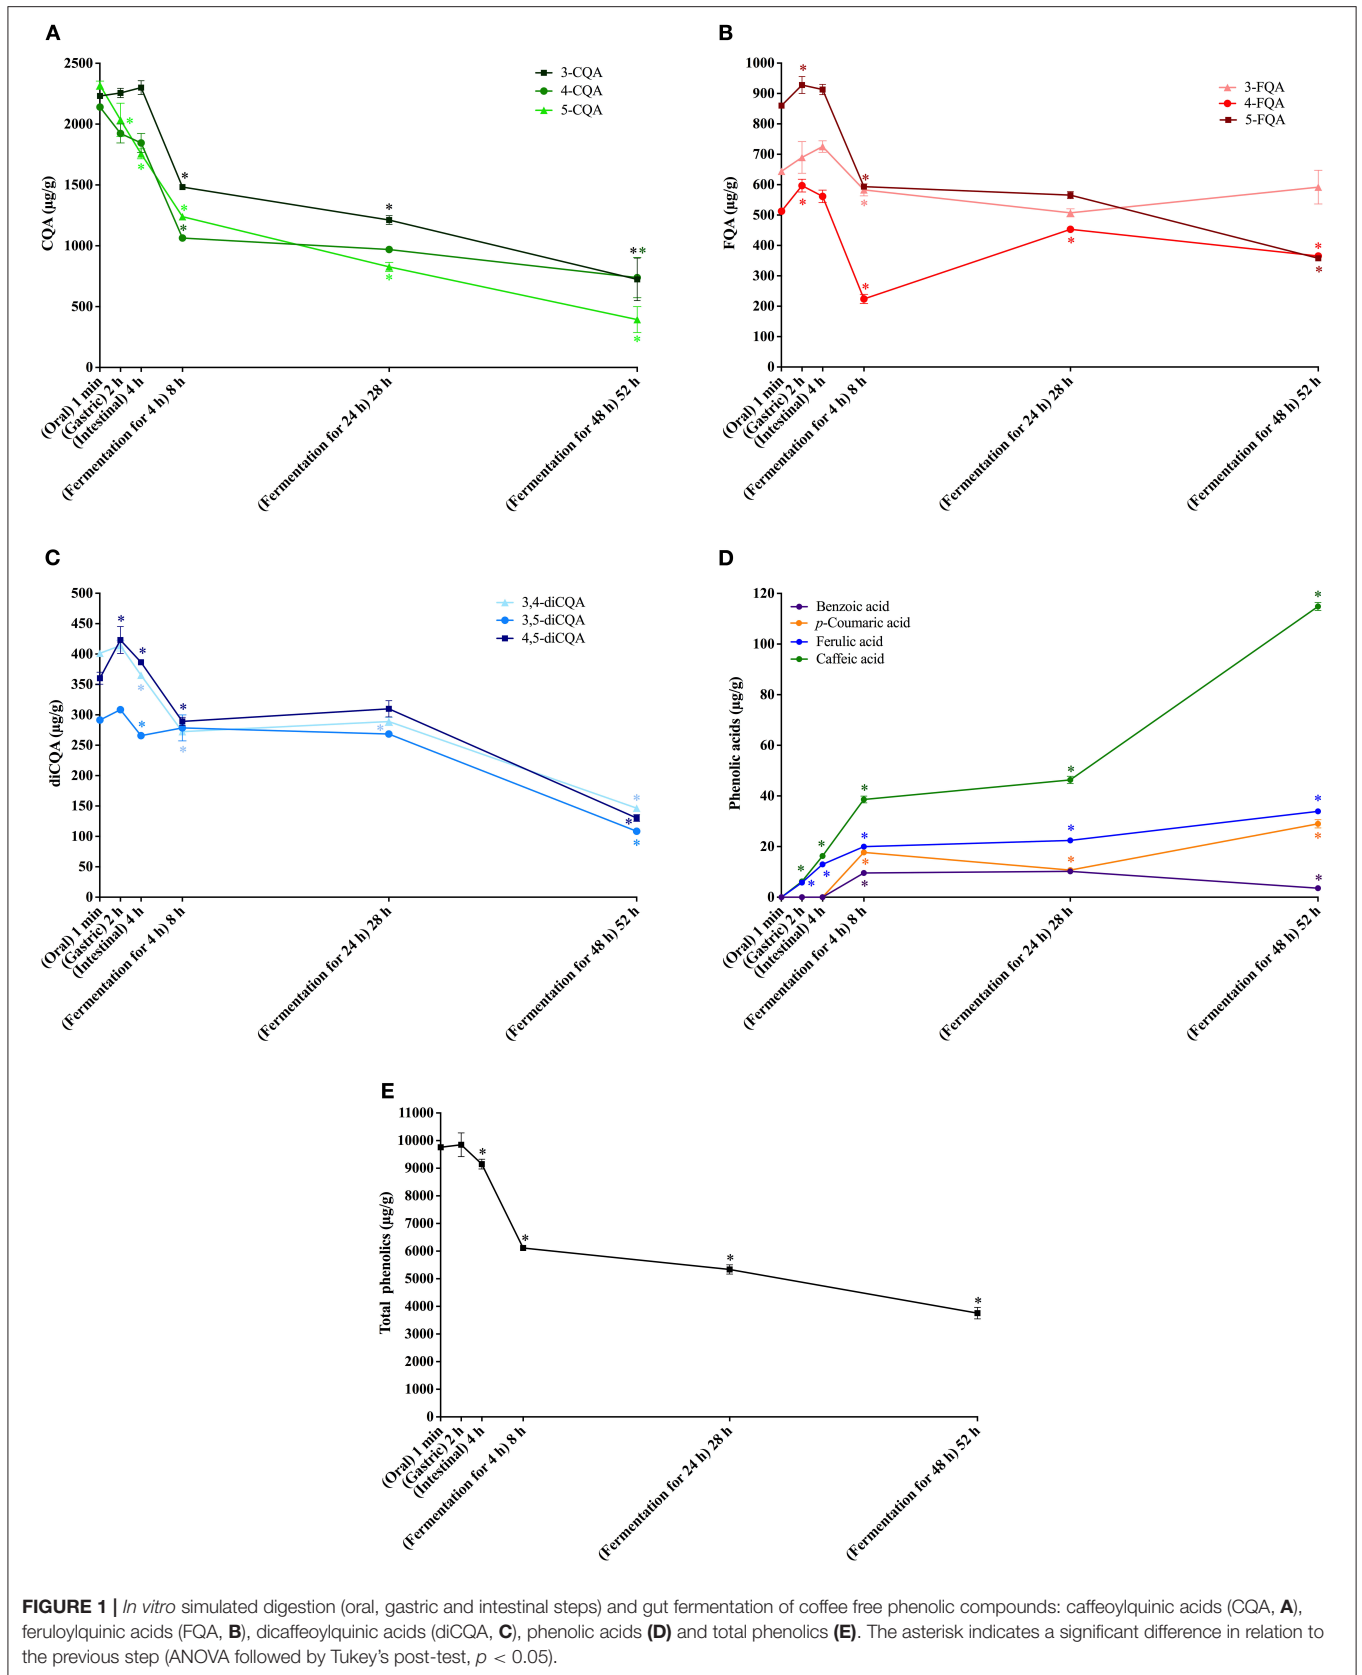 A
CQA (µg/g)
2500
2000
1500
1000
500
0
3-CQA
4-CQA
5-CQA
* * * * * * * * * * *
(Oral) 1 min
(Gastric) 2 h
(Intestinal) 4 h
(Fermentation for 4 h) 8 h
(Fermentation for 24 h) 28 h
(Fermentation for 48 h) 52 h
B
FQA (µg/g)
1000
900
800
700
600
500
400
300
200
100
0
3-FQA
4-FQA
5-FQA
* * * * * * * *
(Oral) 1 min
(Gastric) 2 h
(Intestinal) 4 h
(Fermentation for 4 h) 8 h
(Fermentation for 24 h) 28 h
(Fermentation for 48 h) 52 h
C
diCQA (µg/g)
500
450
400
350
300
250
200
150
100
50
0
3,4-diCQA
3,5-diCQA
4,5-diCQA
* * * * * * * * * *
(Oral) 1 min
(Gastric) 2 h
(Intestinal) 4 h
(Fermentation for 4 h) 8 h
(Fermentation for 24 h) 28 h
(Fermentation for 48 h) 52 h
D
Phenolic acids (µg/g)
120
100
80
60
40
20
0
Benzoic acid
p-Coumaric acid
Ferulic acid
Caffeic acid
* * * * * * * * * * * * * * *
(Oral) 1 min
(Gastric) 2 h
(Intestinal) 4 h
(Fermentation for 4 h) 8 h
(Fermentation for 24 h) 28 h
(Fermentation for 48 h) 52 h
E
Total phenolics (µg/g)
11000
10000
9000
8000
7000
6000
5000
4000
3000
2000
1000
0
* * * *
(Oral) 1 min
(Gastric) 2 h
(Intestinal) 4 h
(Fermentation for 4 h) 8 h
(Fermentation for 24 h) 28 h
(Fermentation for 48 h) 52 h
FIGURE 1 | In vitro simulated digestion (oral, gastric and intestinal steps) and gut fermentation of coffee free phenolic compounds: caffeoylquinic acids (CQA, A),
feruloylquinic acids (FQA, B), dicaffeoylquinic acids (diCQA, C), phenolic acids (D) and total phenolics (E). The asterisk indicates a significant difference in relation to
the previous step (ANOVA followed by Tukey's post-test, p < 0.05).